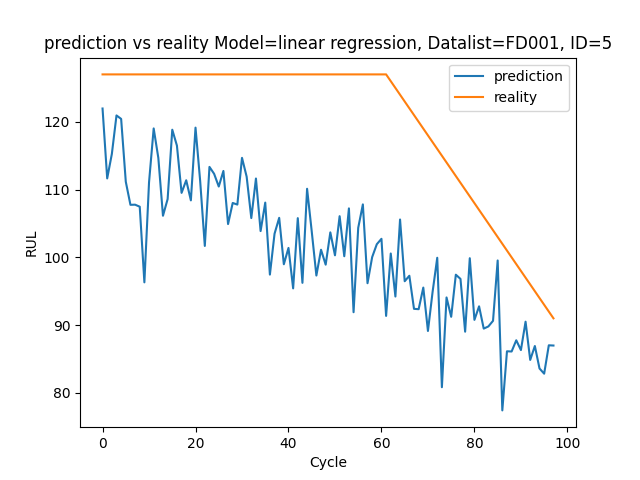 prediction vs reality Model=linear regression, Datalist=FD001, ID=5
prediction
reality
RUL
120
110
100
90
80
0
20
40
60
80
100
Cycle